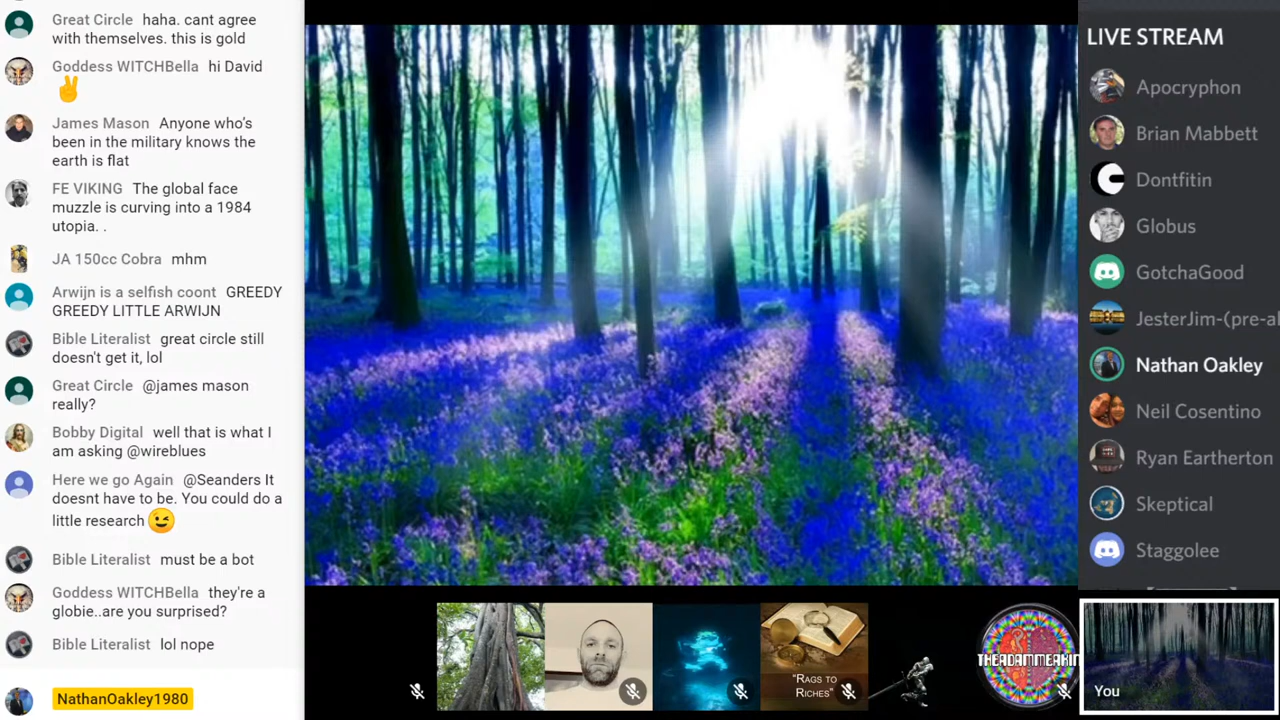 Great Circle haha. cant agree
with themselves. this is gold
Goddess WITCHBella hi David
James Mason Anyone who's
been in the military knows the
earth is flat
FE VIKING The global face
muzzle is curving into a 1984
utopia. .
JA 150cc Cobra mhm
Arwijn is a selfish coont GREEDY
GREEDY LITTLE ARWIJN
Bible Literalist great circle still
doesn't get it, lol
Great Circle @james mason
really?
Bobby Digital well that is what I
am asking @wireblues
Here we go Again @Seanders It
doesnt have to be. You could do a
little research
Bible Literalist must be a bot
Goddess WITCHBella they're a
globie..are you surprised?
Bible Literalist lol nope
NathanOakley1980
"RAGS TO
RICHES"
THEADAMMEAKIN
LIVE STREAM
Apocryphon
Brian Mabbett
Dontfitin
Globus
GotchaGood
JesterJim-(pre-al
Nathan Oakley
Neil Cosentino
Ryan Eartherton
Skeptical
Staggolee
You